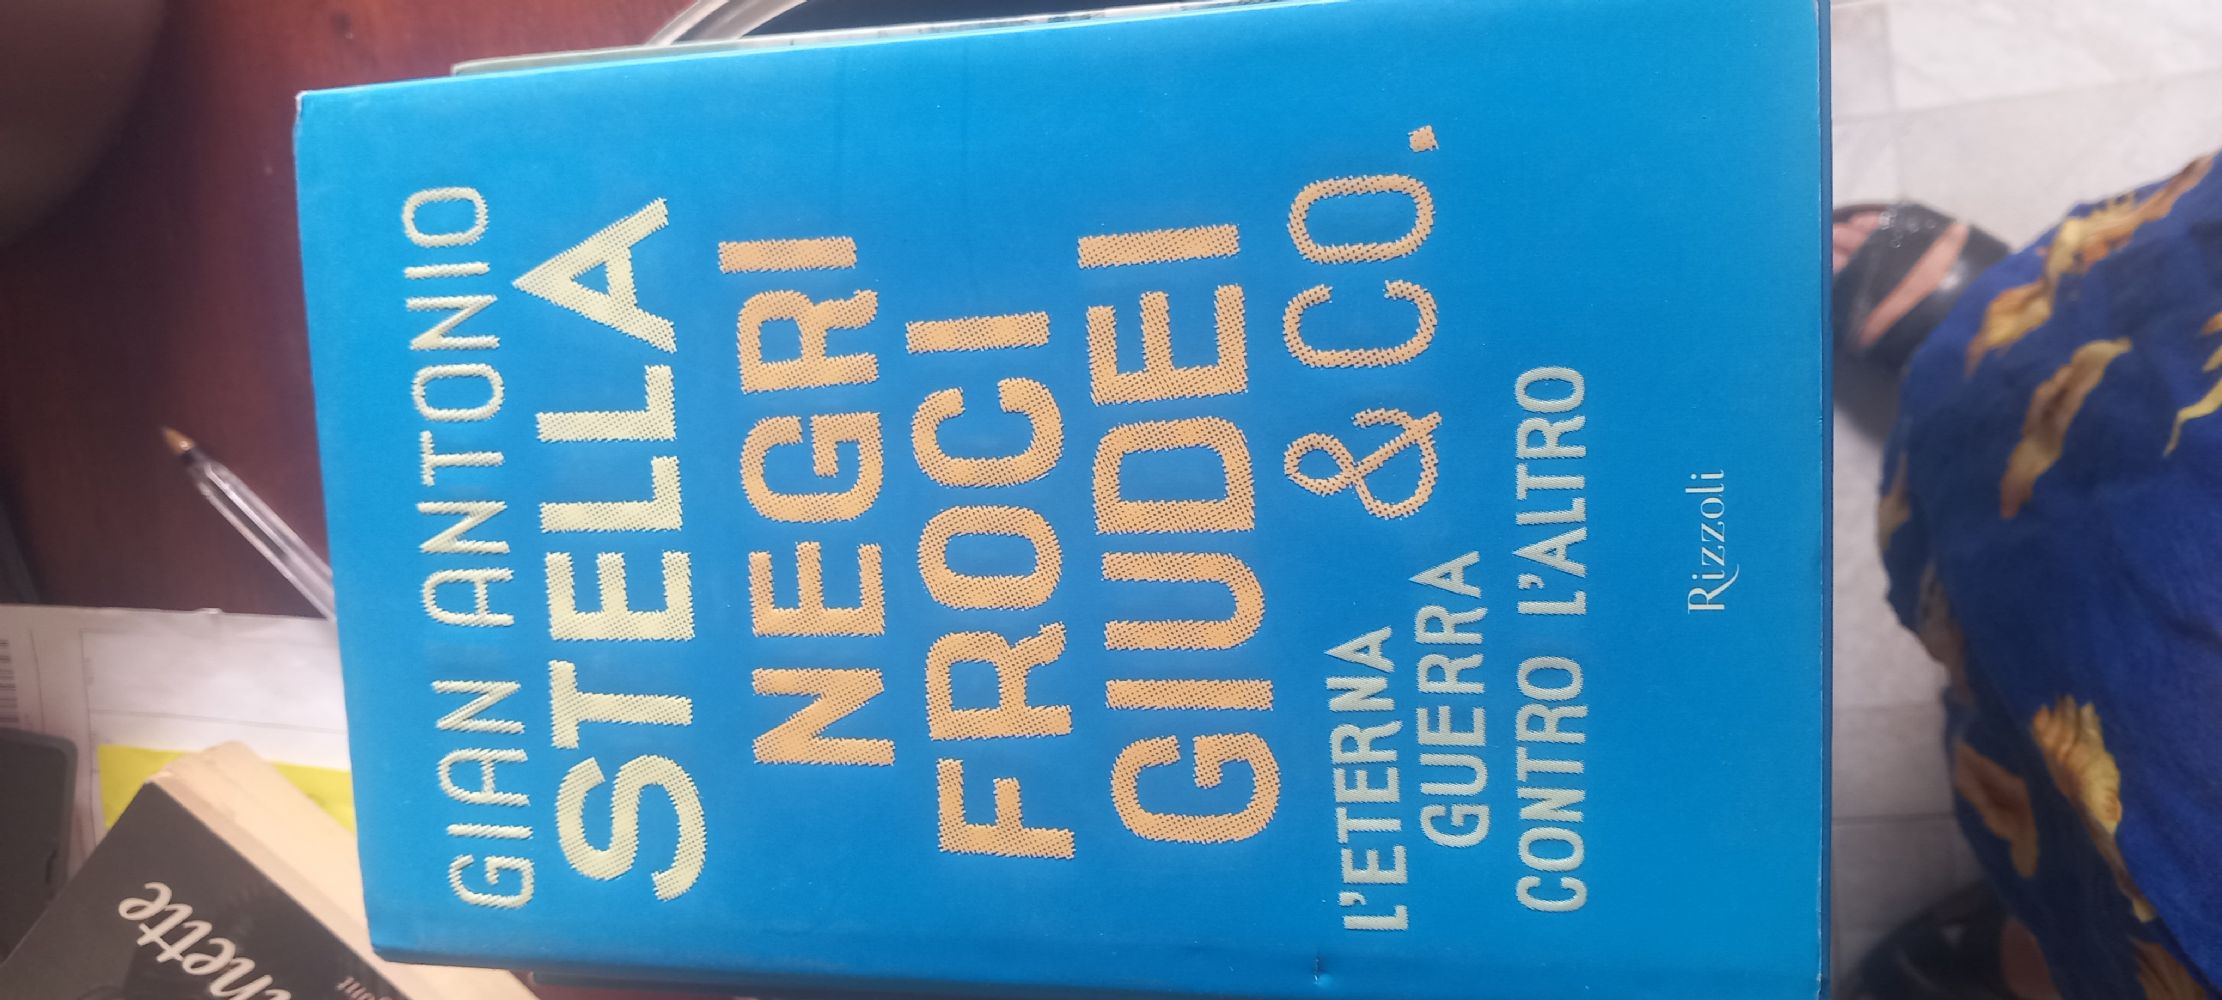 GIAN ANTONIO
STELLA
NEGRI
FROCI
GIUDEI
& CO.
L'ETERNA
GUERRA
CONTRO L'ALTRO
Rizzoli